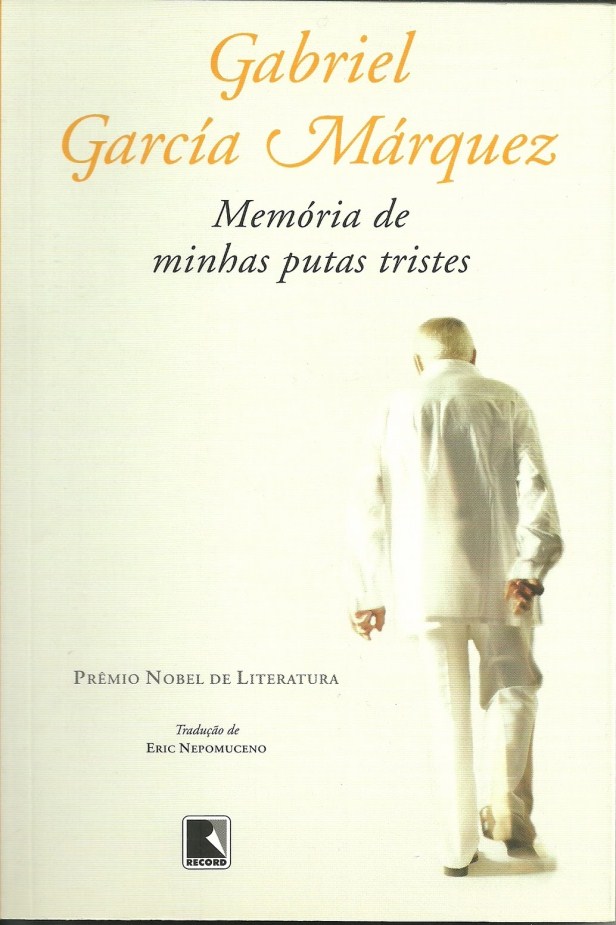 Gabriel
García Márquez
Memória de
minhas putas tristes
Prêmio Nobel de Literatura
Tradução de
Eric Nepomuceno
R
RECORD